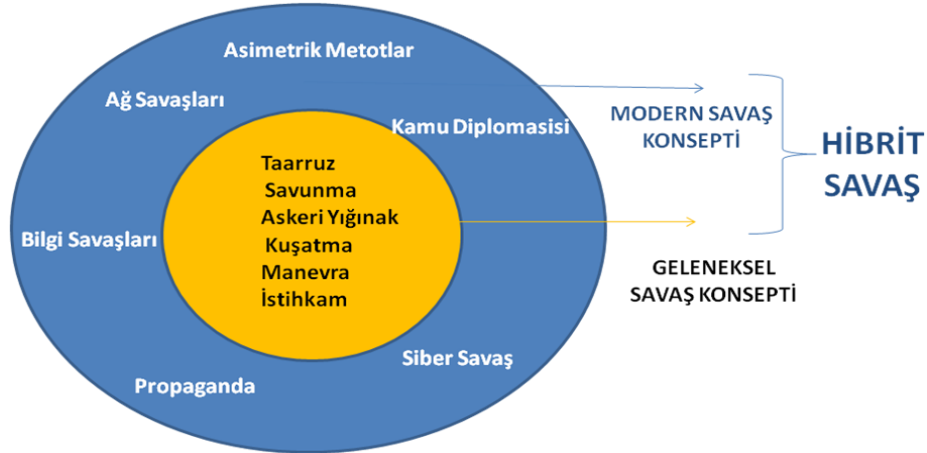 Asimetrik Metotlar
Ağ Savaşları
Kamu Diplomasisi
Bilgi Savaşları
Propaganda
Siber Savaş
Taarruz
Savunma
Askeri Yığınak
Kuşatma
Manevra
İstihkam
MODERN SAVAŞ
KONSEPTİ
GELENEKSEL
SAVAŞ KONSEPTİ
HİBRİT
SAVAŞ